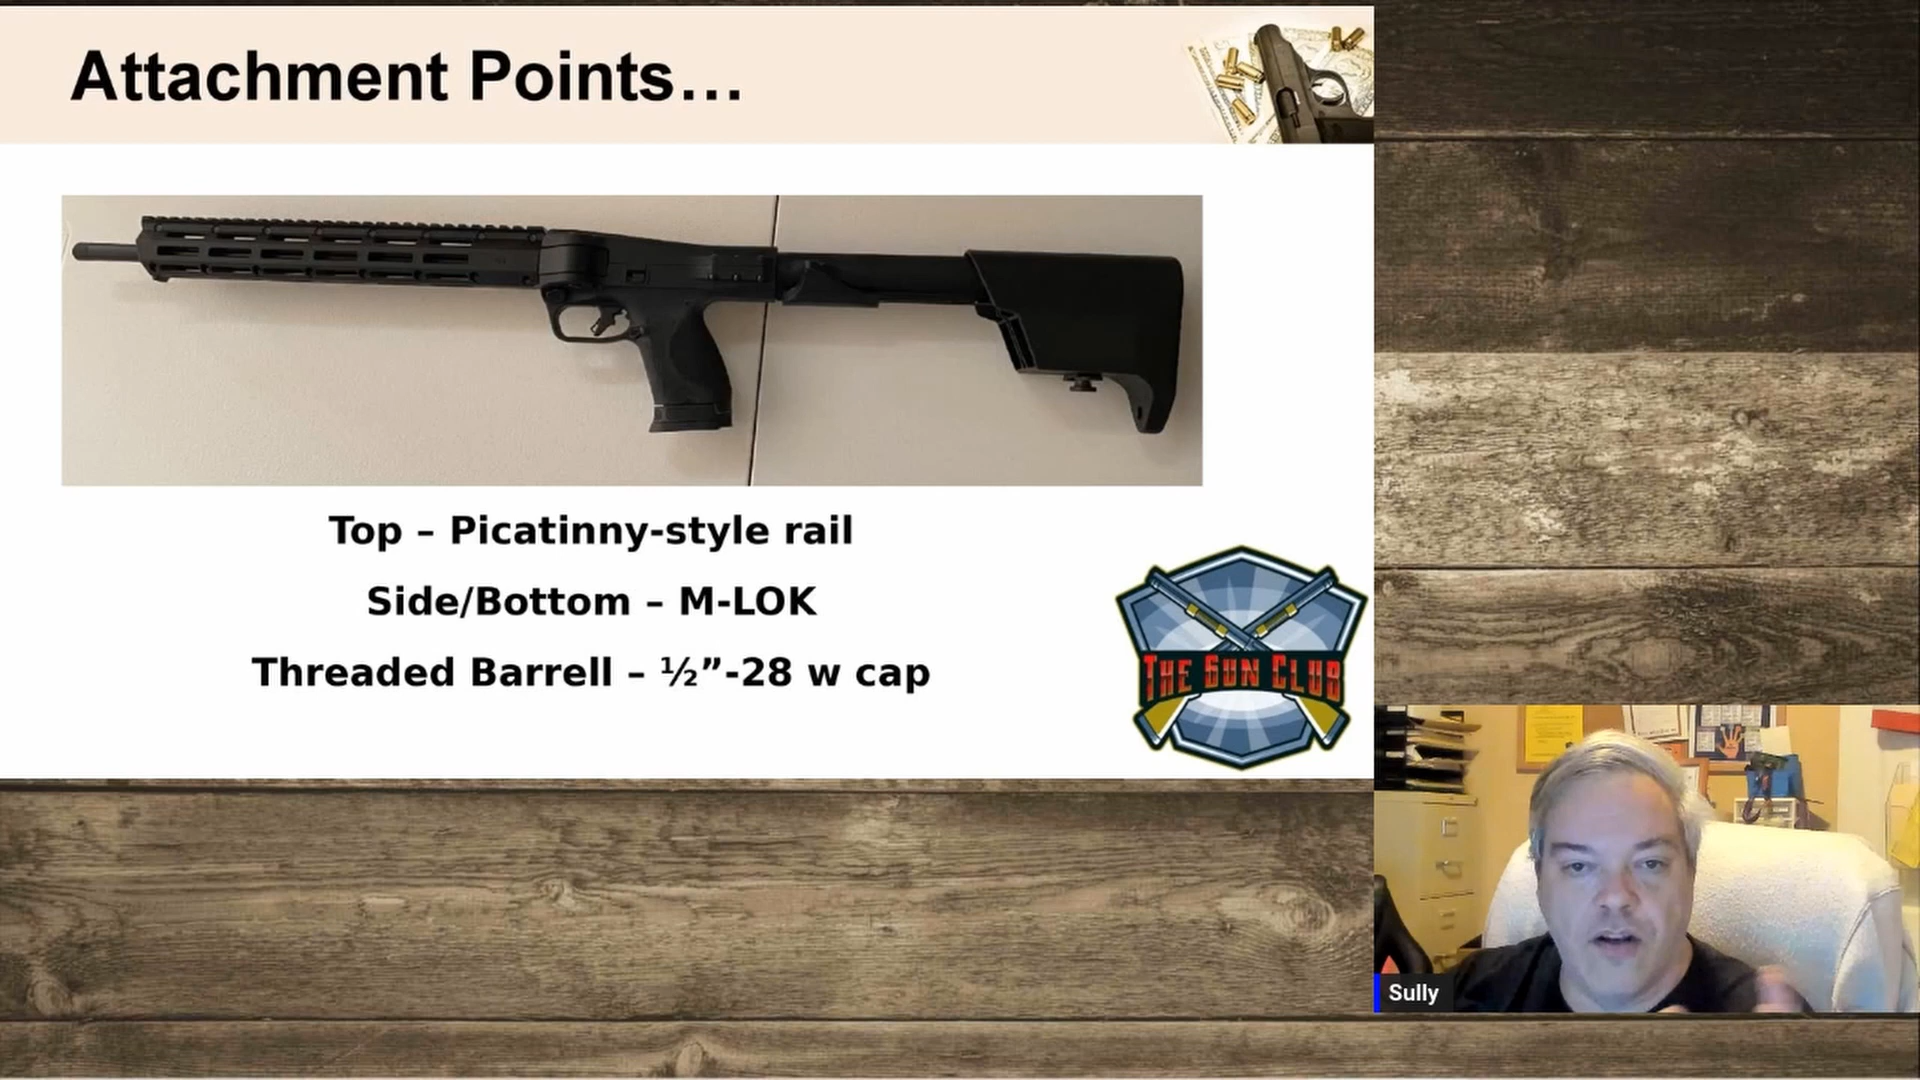 Attachment Points...
Top – Picatinny-style rail
Side/Bottom – M-LOK
Threaded Barrell – ½”-28 w cap
THE GUN CLUB
Sully